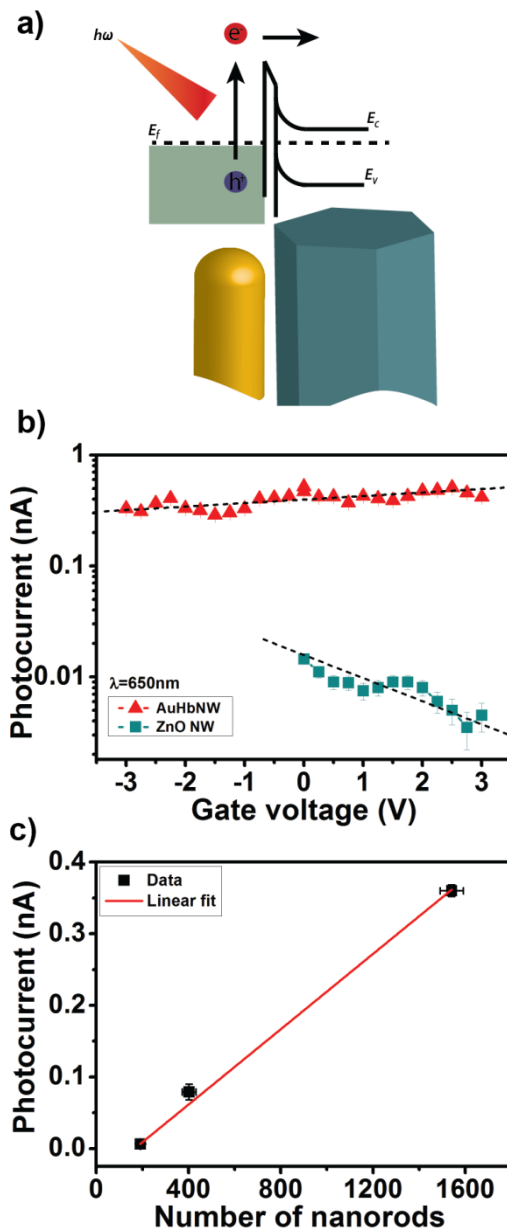 a)
hω
e-
Ef
Ec
h+
Ev
b)
Photocurrent (nA)
1
0.1
0.01
λ=650nm
AuHbNW
ZnO NW
-3 -2 -1 0 1 2 3
Gate voltage (V)
c)
Photocurrent (nA)
0.4
0.3
0.2
0.1
0.0
Data
Linear fit
0 400 800 1200 1600
Number of nanorods